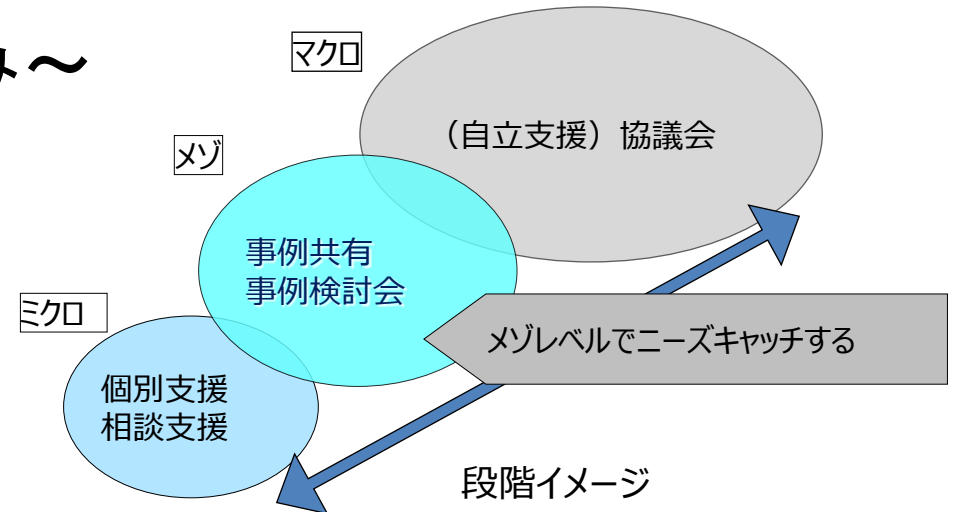 み～
マクロ
（自立支援）協議会
メゾ
事例共有
事例検討会
ミクロ
メゾレベルでニーズキャッチする
個別支援
相談支援
段階イメージ